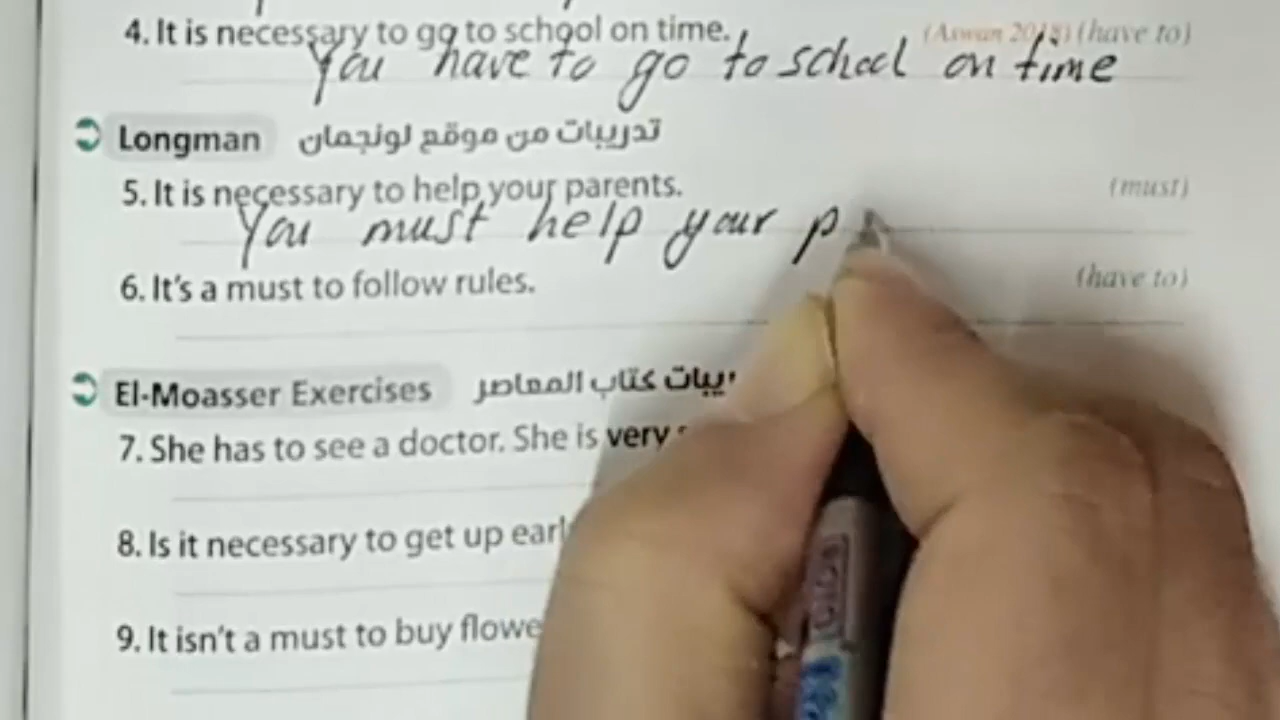 4. It is necessary to go to school on time. (Aswan 2018) (have to)
You have to go to school on time
Longman تدريبات من موقع لونجمان
5. It is necessary to help your parents. (must)
You must help your p
6. It's a must to follow rules. (have to)
El-Moasser Exercises يبات كتاب المعاصر
7. She has to see a doctor. She is very
8. Is it necessary to get up earl
9. It isn't a must to buy flowe